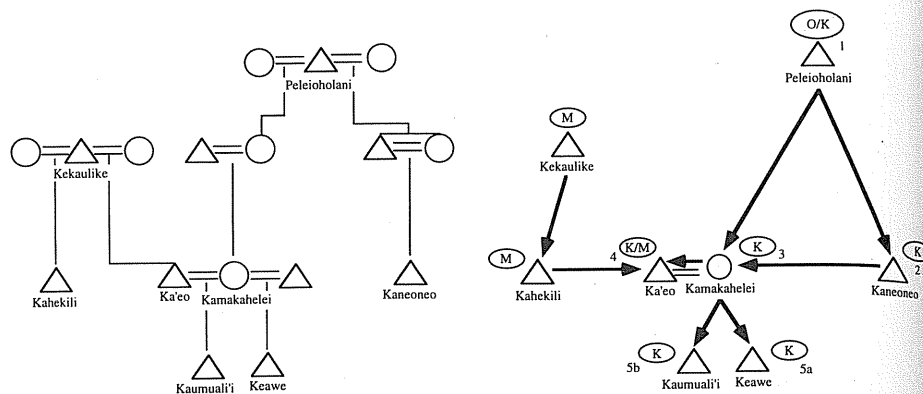 Peleioholani
Kekaulike
Kahekili
Ka'eo
Kamakahelei
Kaneoneo
Kaumuali'i
Keawe
O/K
1
Peleioholani
M
Kekaulike
M
Kahekili
4
K/M
Ka'eo
Kamakahelei
K
3
K
2
Kaneoneo
5b
K
Kaumuali'i
Keawe
K
5a